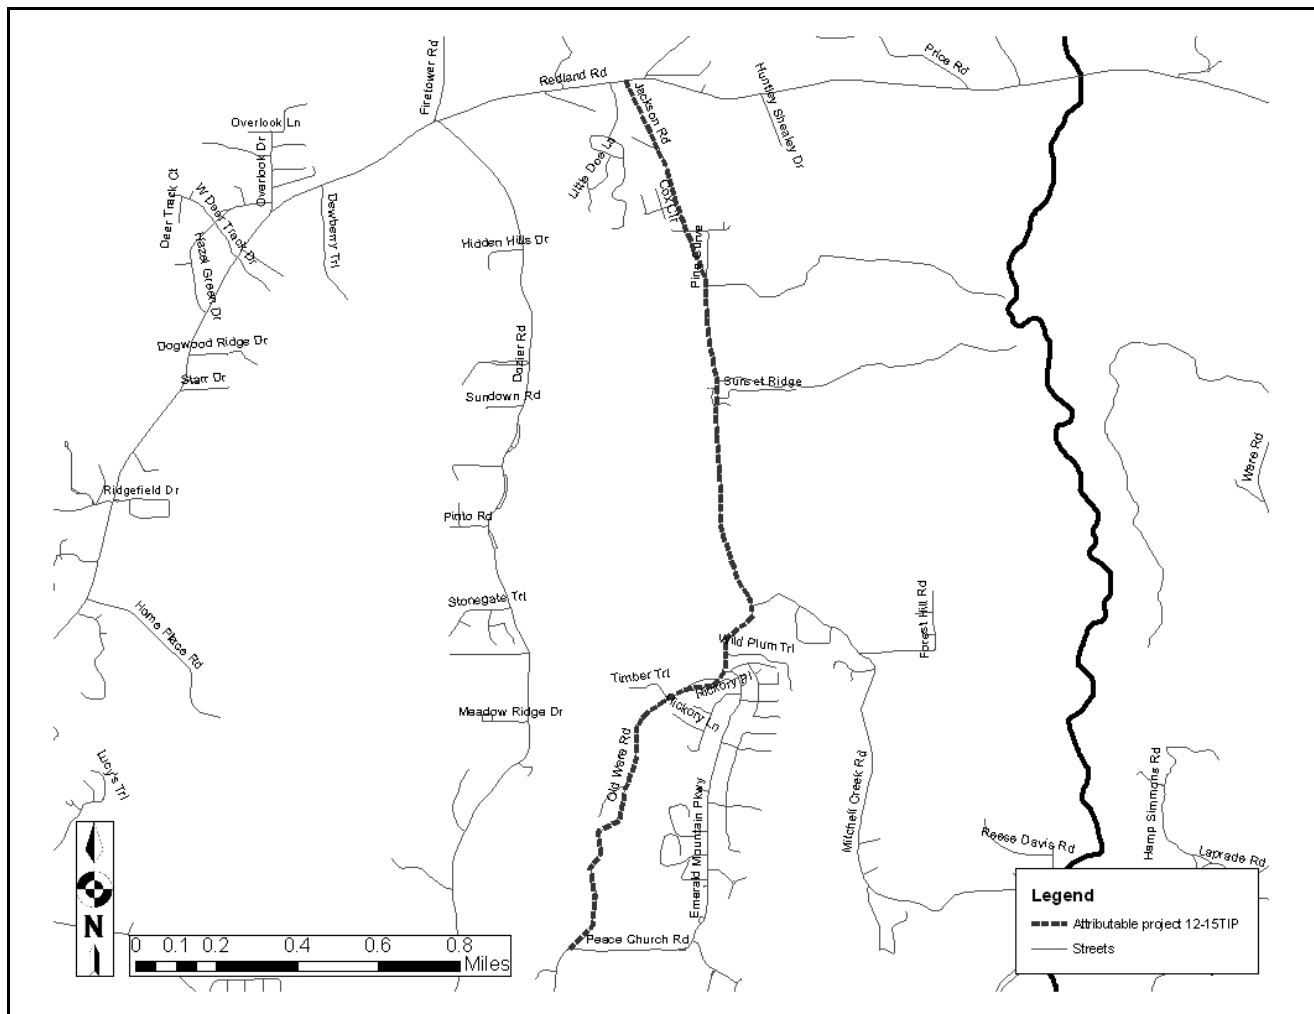 Firetower Rd
Redland Rd
Price Rd
Huntley Shealey Dr
Jackson Rd
Overlook Ln
Overlook Dr
Little Doe Ln
Deer Track Ct
W Deer Track Dr
Dewberry Trl
Cox Cir
Hazel Green Dr
Hidden Hills Dr
Pine Curve
Dogwood Ridge Dr
Dozier Rd
Starr Dr
Sunset Ridge
Sundown Rd
Ware Rd
Ridgefield Dr
Pinto Rd
Stonegate Trl
Forest Hill Rd
Home Place Rd
Wild Plum Trl
Timber Trl
Hickory Pl
Hickory Ln
Meadow Ridge Dr
Old Ware Rd
Lucy's Trl
Emerald Mountain Pkwy
Mitchell Creek Rd
Hamp Simmons Rd
Reese Davis Rd
Laprade Rd
Peace Church Rd
N
0 0.1 0.2 0.4 0.6 0.8
Miles
Legend
Attributable project 12-15TIP
Streets